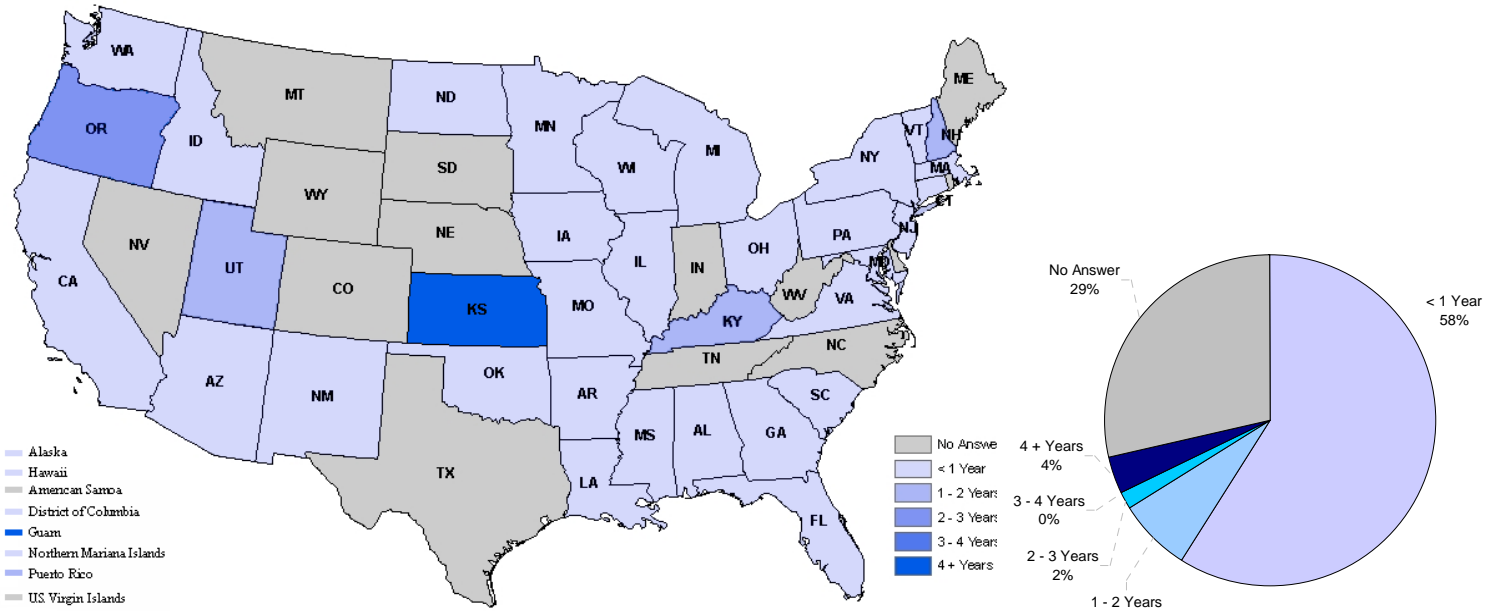 WA
MT
ND
MN
ME
OR
ID
SD
WI
MI
NY
VT
NH
MA
CT
WY
NE
IA
IL
IN
OH
PA
NJ
MD
NV
UT
CO
KS
MO
KY
WV
VA
CA
AZ
NM
OK
AR
TN
NC
SC
TX
LA
MS
AL
GA
FL
Alaska
Hawaii
American Samoa
District of Columbia
Guam
Northern Mariana Islands
Puerto Rico
U.S. Virgin Islands
No Answe
< 1 Year
1 - 2 Years
2 - 3 Years
3 - 4 Years
4 + Years
No Answer
29%
< 1 Year
58%
4 + Years
4%
3 - 4 Years
0%
2 - 3 Years
2%
1 - 2 Years